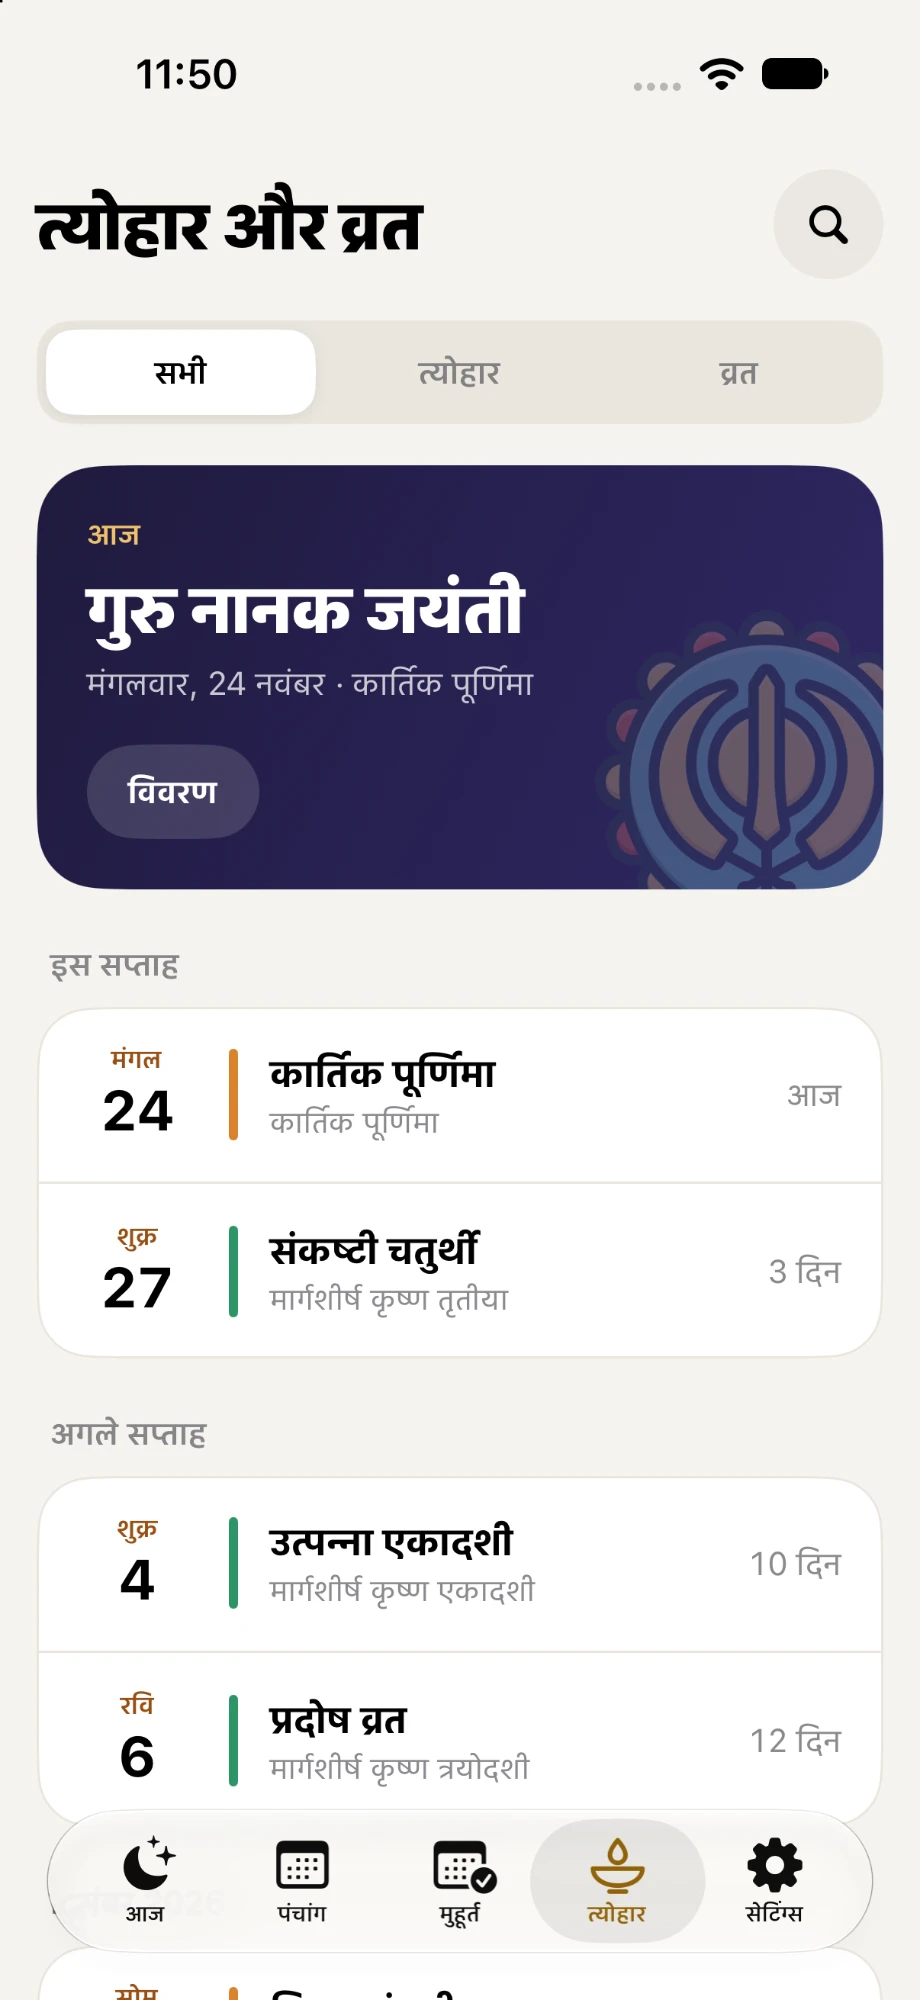 11:50
त्योहार और व्रत
सभी
त्योहार
व्रत
आज
गुरु नानक जयंती
मंगलवार, 24 नवंबर · कार्तिक पूर्णिमा
विवरण
इस सप्ताह
मंगल
24
कार्तिक पूर्णिमा
कार्तिक पूर्णिमा
आज
शुक्र
27
संकष्टी चतुर्थी
मार्गशीर्ष कृष्ण तृतीया
3 दिन
अगले सप्ताह
शुक्र
4
उत्पन्ना एकादशी
मार्गशीर्ष कृष्ण एकादशी
10 दिन
रवि
6
प्रदोष व्रत
मार्गशीर्ष कृष्ण त्रयोदशी
12 दिन
2026
आज
पंचांग
मुहूर्त
त्योहार
सेटिंग्स
सोम